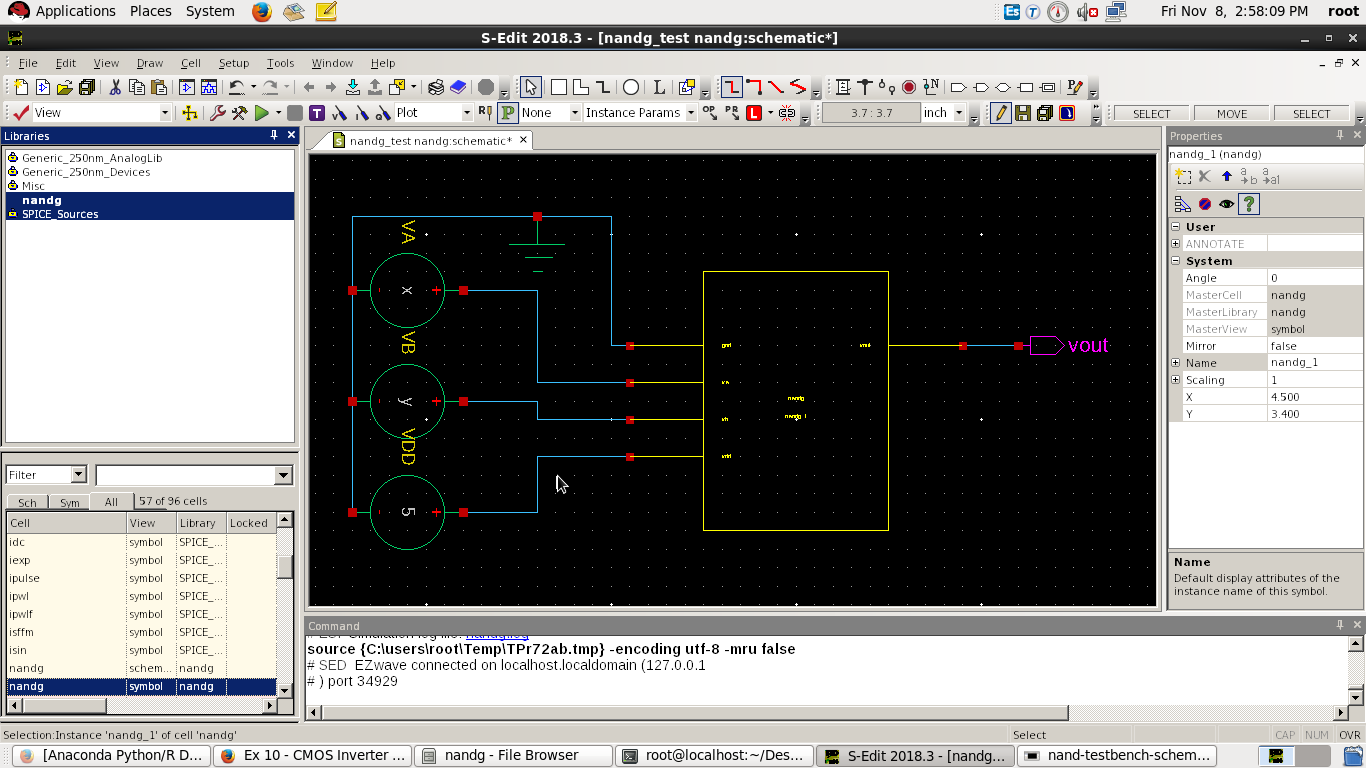 Applications Places System Fri Nov 8, 2:58:09 PM root
S-Edit 2018.3 - [nandg_test nandg:schematic*]
File Edit View Draw Cell Setup Tools Window Help
View Plot None Instance Params 3.7 : 3.7 inch SELECT MOVE SELECT
Libraries
Generic_250nm_AnalogLib
Generic_250nm_Devices
Misc
nandg
SPICE_Sources
Filter
Sch Sym All 57 of 96 cells
Cell View Library Locked
idc symbol SPICE_...
iexp symbol SPICE_...
ipulse symbol SPICE_...
ipwl symbol SPICE_...
ipwlf symbol SPICE_...
isffm symbol SPICE_...
isin symbol SPICE_...
nandg schem... nandg
nandg symbol nandg
nandg_test nandg:schematic*
VA
x
VB
y
VDD
5
nandg
vout
Properties
nandg_1 (nandg)
User
ANNOTATE
System
Angle 0
MasterCell nandg
MasterLibrary nandg
MasterView symbol
Mirror false
Name nandg_1
Scaling 1
X 4.500
Y 3.400
Name
Default display attributes of the
instance name of this symbol.
Command
source {C:\users\root\Temp\TPr72ab.tmp} -encoding utf-8 -mru false
# SED EZwave connected on localhost.localdomain (127.0.0.1
# ) port 34929
Selection:Instance 'nandg_1' of cell 'nandg' Select CAP NUM OVR
[Anaconda Python/R D... Ex 10 - CMOS Inverter ... nandg - File Browser root@localhost:~/Des... S-Edit 2018.3 - [nandg... nand-testbench-schem...